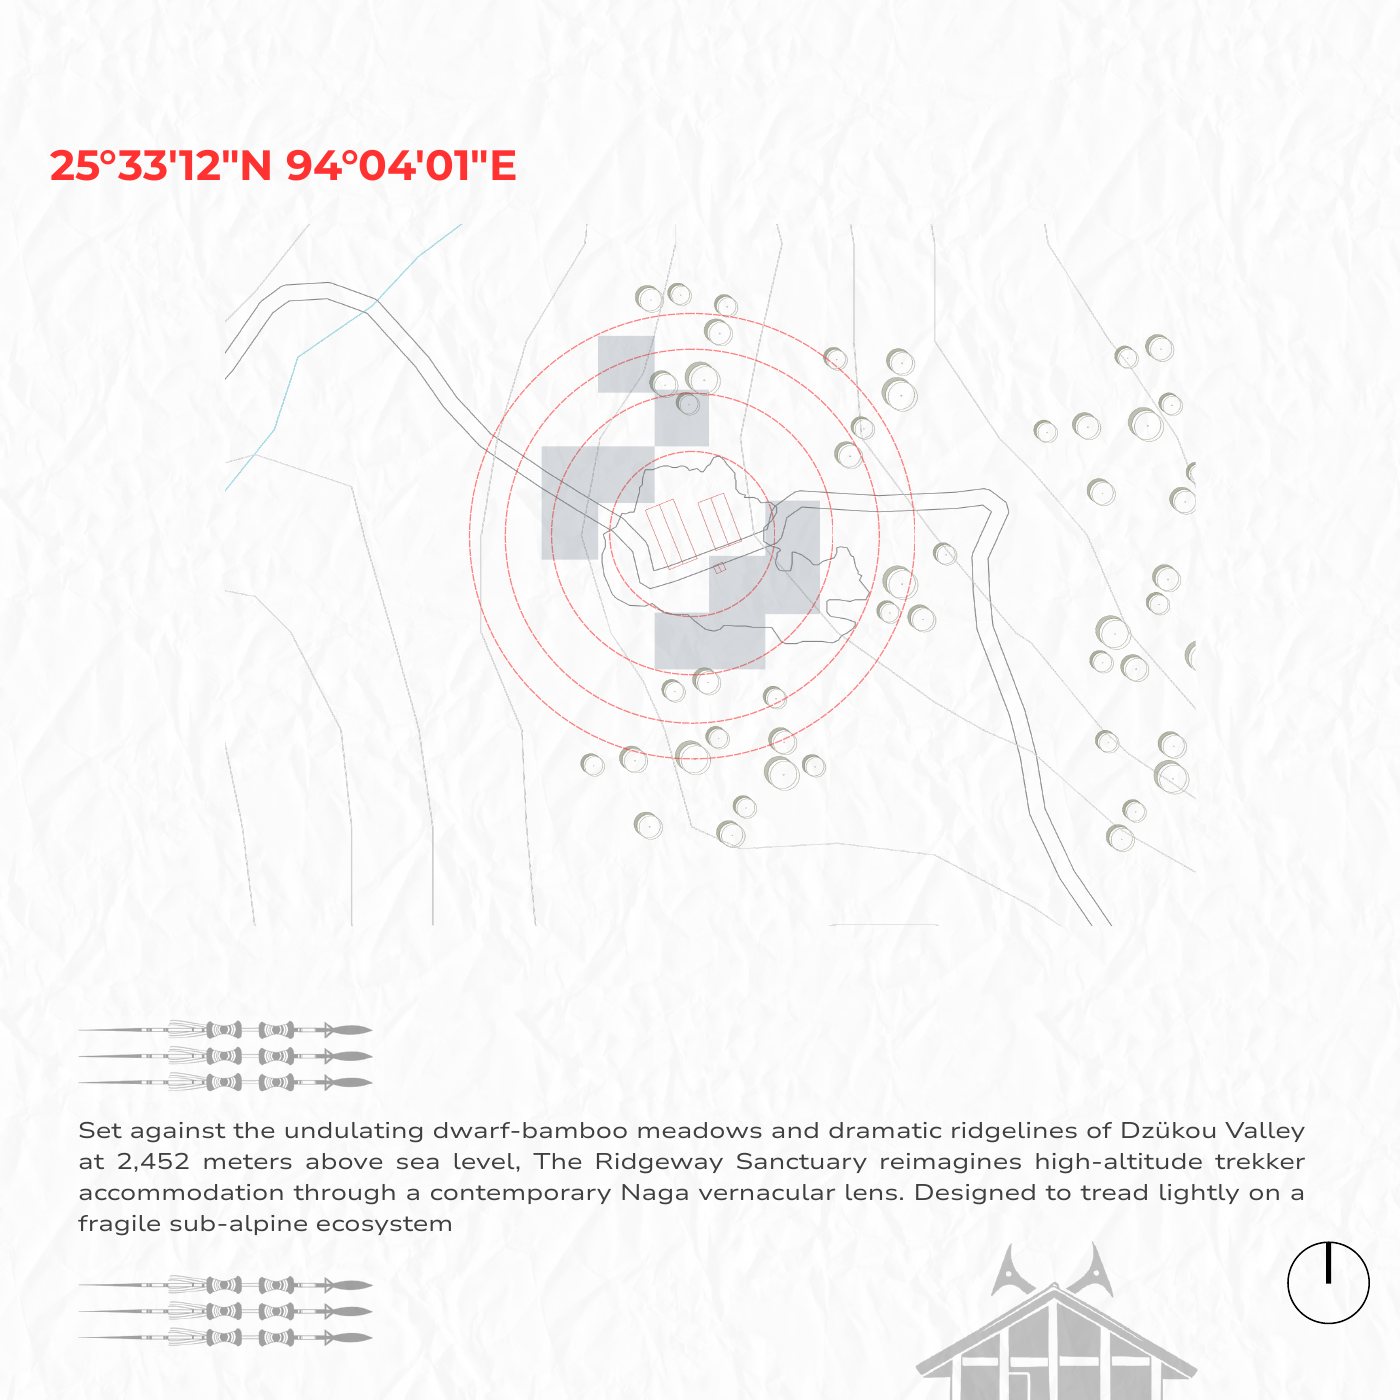 25°33'12"N 94°04'01"E
Set against the undulating dwarf-bamboo meadows and dramatic ridgelines of Dzükou Valley
at 2,452 meters above sea level, The Ridgeway Sanctuary reimagines high-altitude trekker
accommodation through a contemporary Naga vernacular lens. Designed to tread lightly on a
fragile sub-alpine ecosystem